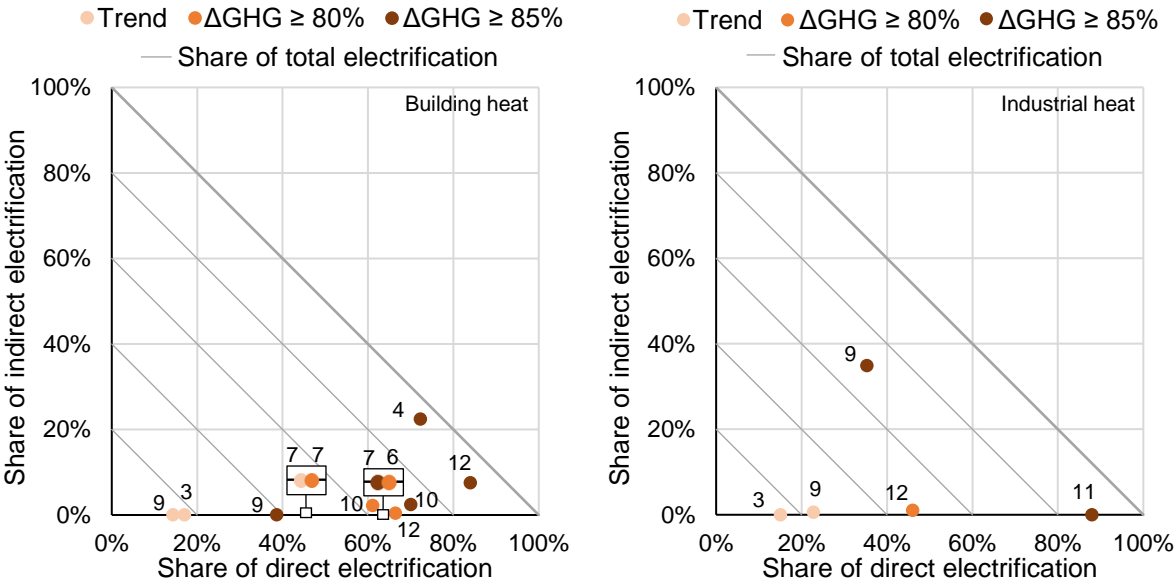 Trend ΔGHG ≥ 80% ΔGHG ≥ 85%
Share of total electrification
Building heat
100%
80%
60%
40%
20%
0%
Share of indirect electrification
4
7 7
7 6
12
9
3
9
10
10
12
0% 20% 40% 60% 80% 100%
Share of direct electrification
Trend ΔGHG ≥ 80% ΔGHG ≥ 85%
Share of total electrification
Industrial heat
100%
80%
60%
40%
20%
0%
Share of indirect electrification
9
3
9
12
11
0% 20% 40% 60% 80% 100%
Share of direct electrification